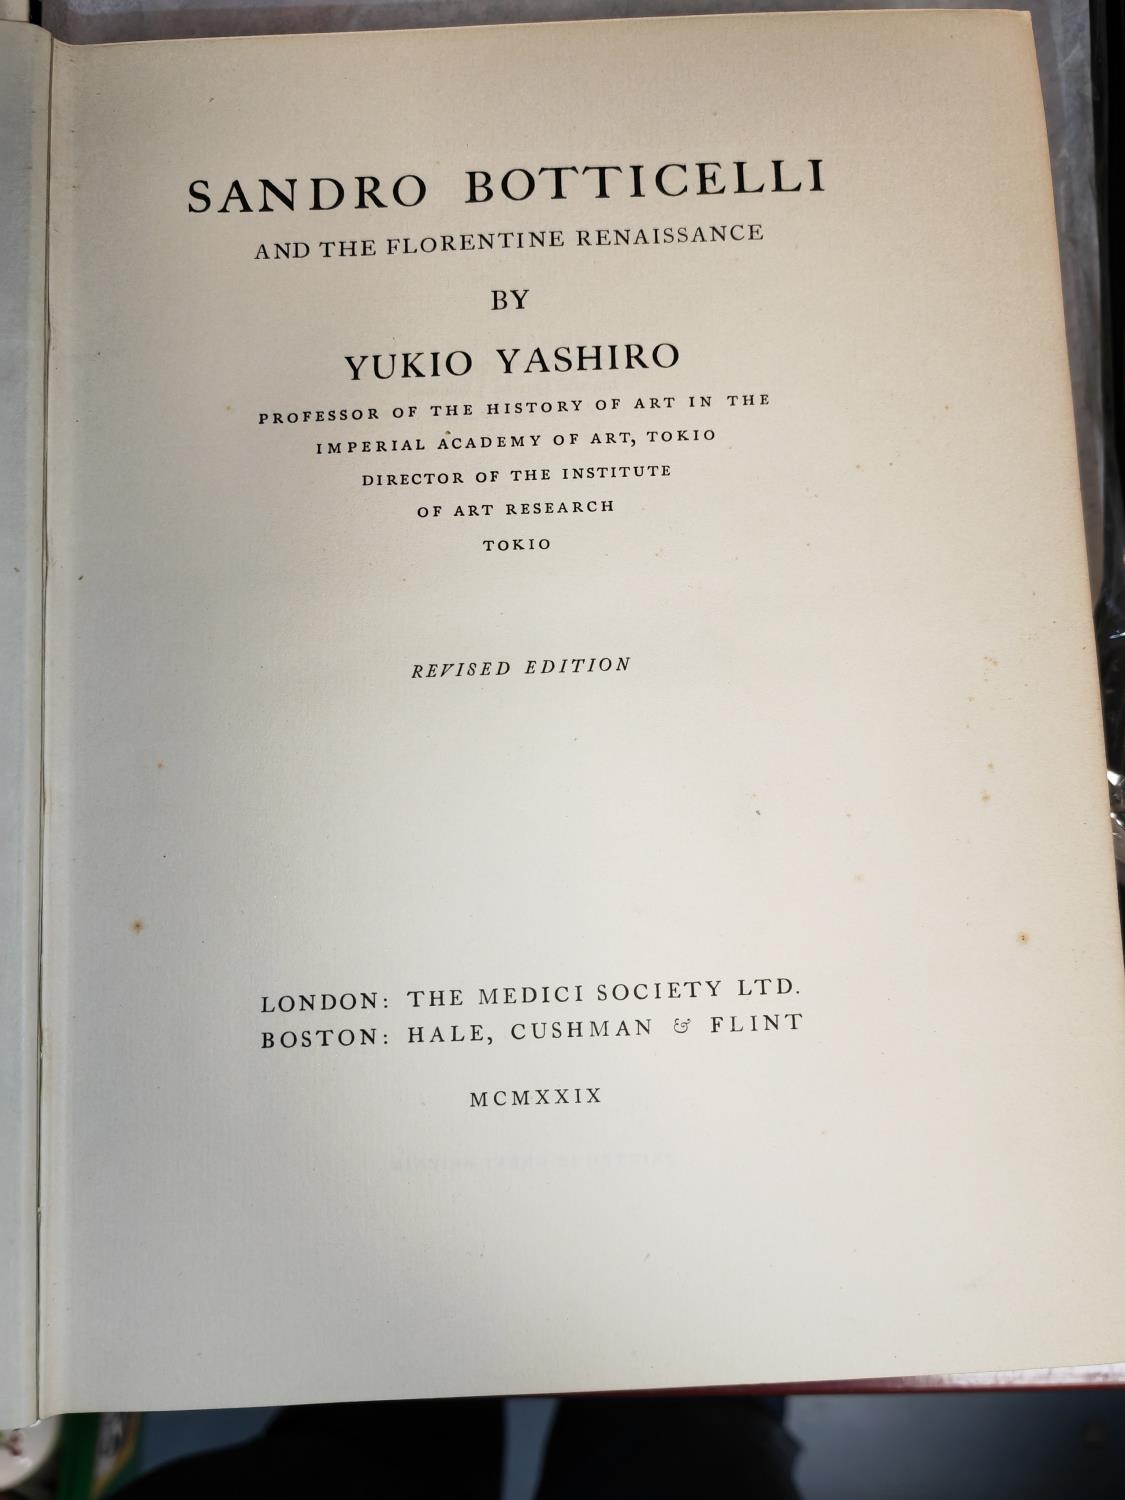 SANDRO BOTTICELLI
AND THE FLORENTINE RENAISSANCE
BY
YUKIO YASHIRO
PROFESSOR OF THE HISTORY OF ART IN THE
IMPERIAL ACADEMY OF ART, TOKIO
DIRECTOR OF THE INSTITUTE
OF ART RESEARCH
TOKIO
REVISED EDITION
LONDON: THE MEDICI SOCIETY LTD.
BOSTON: HALE, CUSHMAN & FLINT
MCMXXIX